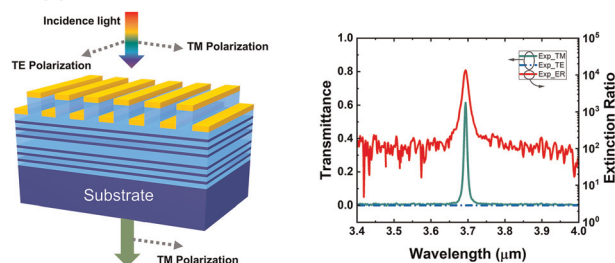 Incidence light
TM Polarization
TE Polarization
Substrate
TM Polarization
Exp_TM
Exp_TE
Exp_ER
Transmittance
1.0
0.8
0.6
0.4
0.2
0.0
3.4 3.5 3.6 3.7 3.8 3.9 4.0
Wavelength (μm)
10⁵
10⁴
10³
10²
10¹
10⁰
Extinction ratio